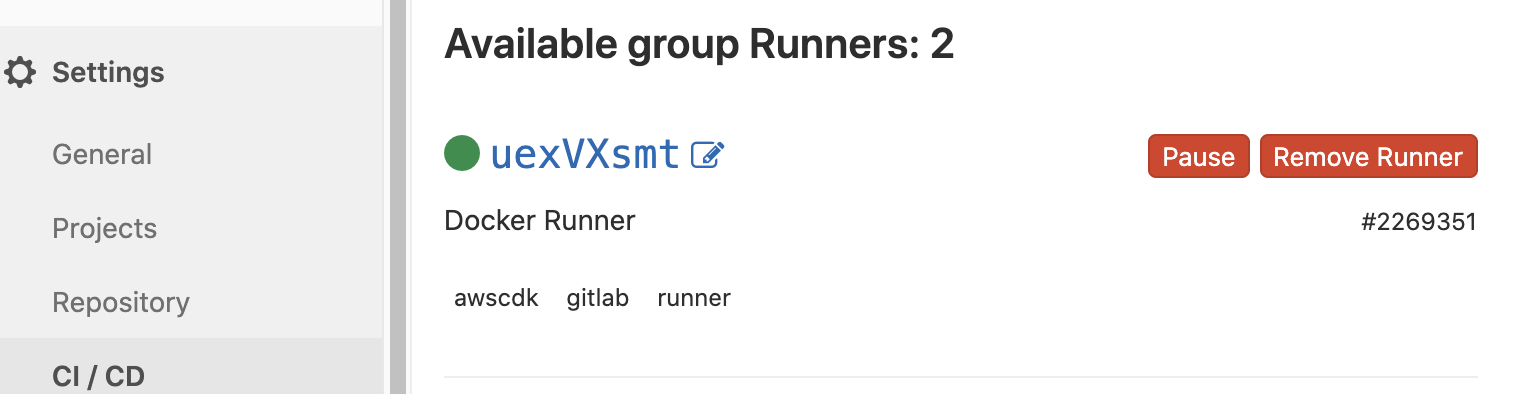 Settings
General
Projects
Repository
CI / CD
Available group Runners: 2
uexVXsmt
Pause
Remove Runner
Docker Runner
#2269351
awscdk gitlab runner